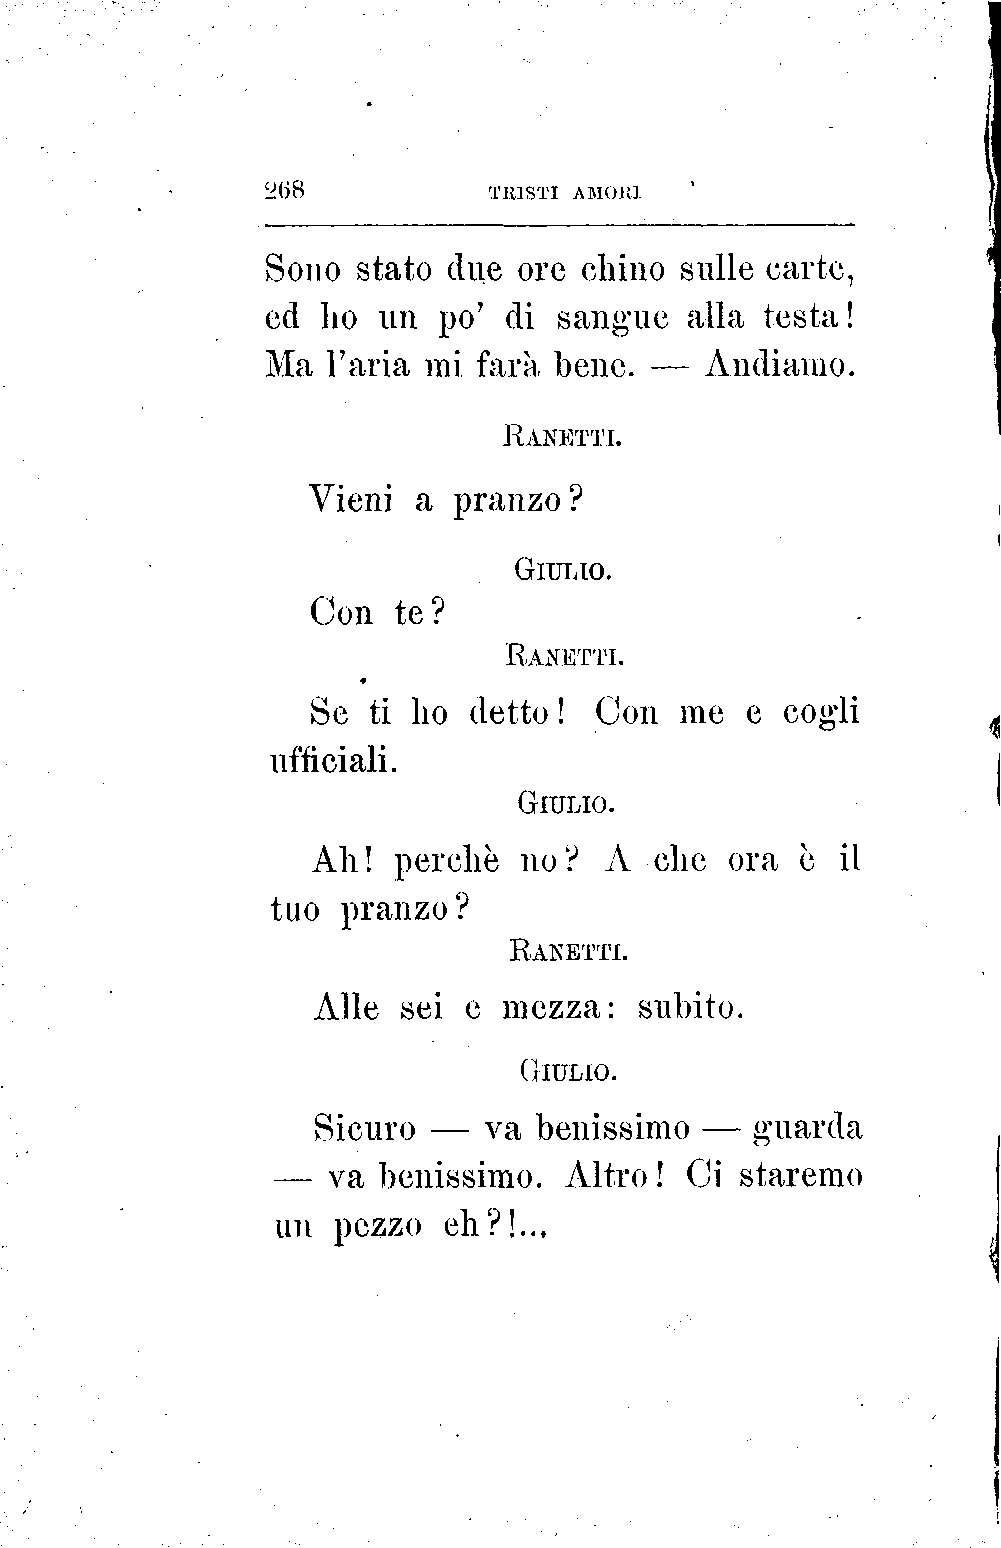 268 TRISTI AMORI
Sono stato due ore chino sulle carte,
ed ho un po' di sangue alla testa!
Ma l'aria mi farà bene. — Andiamo.
RANETTI.
Vieni a pranzo?
GIULIO.
Con te?
RANETTI.
Se ti ho detto! Con me e cogli
ufficiali.
GIULIO.
Ah! perchè no? A che ora è il
tuo pranzo?
RANETTI.
Alle sei e mezza: subito.
GIULIO.
Sicuro — va benissimo — guarda
— va benissimo. Altro! Ci staremo
un pezzo eh?!...